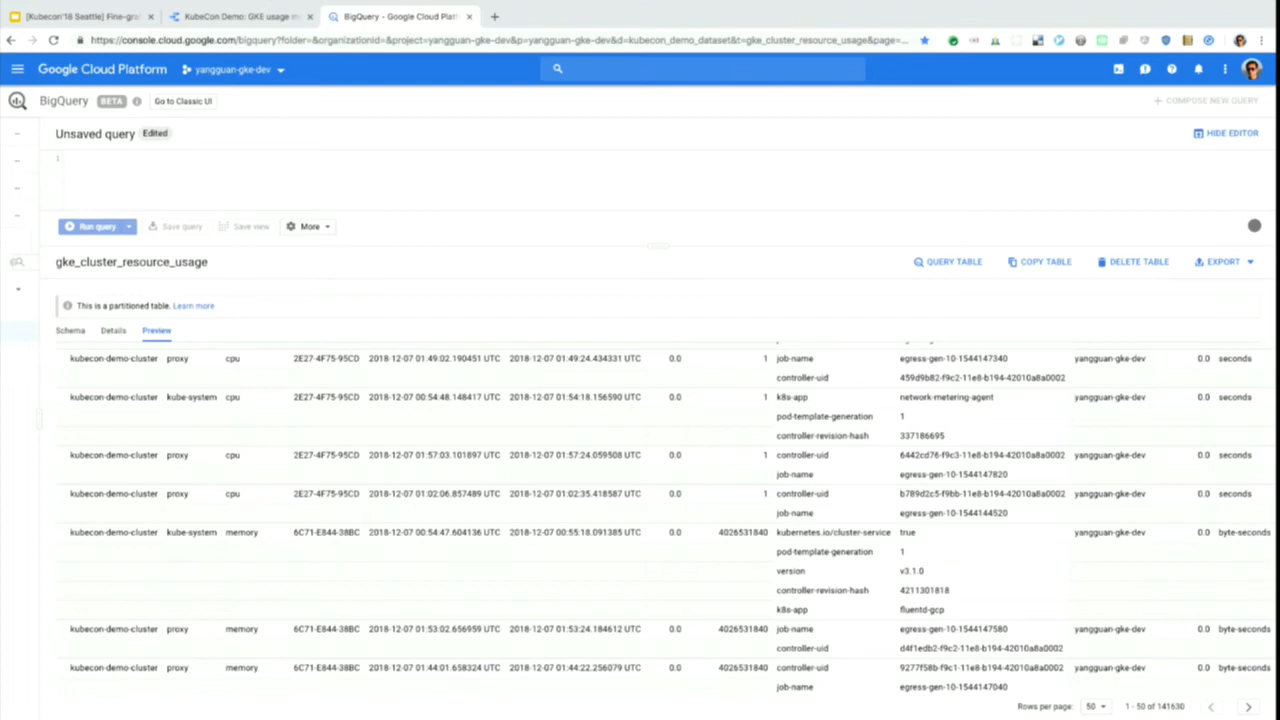 [Kubecon'18 Seattle] Fine-gra KubeCon Demo: GKE usage m BigQuery - Google Cloud Platf
https://console.cloud.google.com/bigquery?folder=&organizationId=&project=yangguan-gke-dev&p=yangguan-gke-dev&d=kubecon_demo_dataset&t=gke_cluster_resource_usage&page=...
Google Cloud Platform yangguan-gke-dev
BigQuery BETA Go to Classic UI COMPOSE NEW QUERY
Unsaved query Edited HIDE EDITOR
1
Run query Save query Save view More
gke_cluster_resource_usage QUERY TABLE COPY TABLE DELETE TABLE EXPORT
This is a partitioned table. Learn more
Schema Details Preview
kubecon-demo-cluster proxy cpu 2E27-4F75-95CD 2018-12-07 01:49:02.190451 UTC 2018-12-07 01:49:24.434331 UTC 0.0 1 job-name egress-gen-10-1544147340 yangguan-gke-dev 0.0 seconds
controller-uid 459d9b82-f9c2-11e8-b194-42010a8a0002
kubecon-demo-cluster kube-system cpu 2E27-4F75-95CD 2018-12-07 00:54:48.148417 UTC 2018-12-07 01:54:18.156590 UTC 0.0 1 k8s-app network-metering-agent yangguan-gke-dev 0.0 seconds
pod-template-generation 1
controller-revision-hash 337186695
kubecon-demo-cluster proxy cpu 2E27-4F75-95CD 2018-12-07 01:57:03.101897 UTC 2018-12-07 01:57:24.059508 UTC 0.0 1 controller-uid 6442cd76-f9c3-11e8-b194-42010a8a0002 yangguan-gke-dev 0.0 seconds
job-name egress-gen-10-1544147820
kubecon-demo-cluster proxy cpu 2E27-4F75-95CD 2018-12-07 01:02:06.857489 UTC 2018-12-07 01:02:35.418587 UTC 0.0 1 controller-uid b789d2c5-f9bb-11e8-b194-42010a8a0002 yangguan-gke-dev 0.0 seconds
job-name egress-gen-10-1544144520
kubecon-demo-cluster kube-system memory 6C71-E844-38BC 2018-12-07 00:54:47.604136 UTC 2018-12-07 00:55:18.091385 UTC 0.0 4026531840 kubernetes.io/cluster-service true yangguan-gke-dev 0.0 byte-seconds
pod-template-generation 1
version v3.1.0
controller-revision-hash 4211301818
k8s-app fluentd-gcp
kubecon-demo-cluster proxy memory 6C71-E844-38BC 2018-12-07 01:53:02.656959 UTC 2018-12-07 01:53:24.184612 UTC 0.0 4026531840 job-name egress-gen-10-1544147580 yangguan-gke-dev 0.0 byte-seconds
controller-uid d4f1edb2-f9c2-11e8-b194-42010a8a0002
kubecon-demo-cluster proxy memory 6C71-E844-38BC 2018-12-07 01:44:01.658324 UTC 2018-12-07 01:44:22.256079 UTC 0.0 4026531840 controller-uid 9277f58b-f9c1-11e8-b194-42010a8a0002 yangguan-gke-dev 0.0 byte-seconds
job-name egress-gen-10-1544147040
Rows per page: 50 1 - 50 of 141630